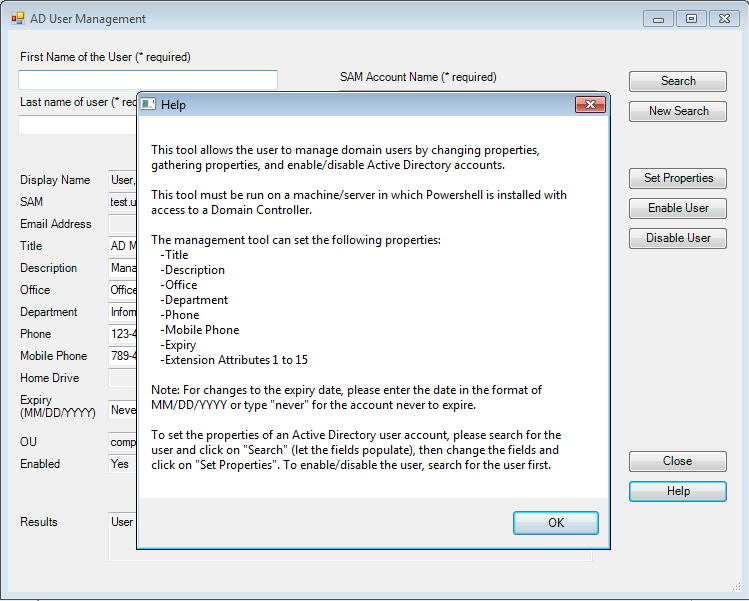 AD User Management
First Name of the User (* required)
SAM Account Name (* required)
Search
Last name of user (* req
New Search
Help
This tool allows the user to manage domain users by changing properties,
gathering properties, and enable/disable Active Directory accounts.
This tool must be run on a machine/server in which Powershell is installed with
access to a Domain Controller.
The management tool can set the following properties:
-Title
-Description
-Office
-Department
-Phone
-Mobile Phone
-Expiry
-Extension Attributes 1 to 15
Note: For changes to the expiry date, please enter the date in the format of
MM/DD/YYYY or type "never" for the account never to expire.
To set the properties of an Active Directory user account, please search for the
user and click on "Search" (let the fields populate), then change the fields and
click on "Set Properties". To enable/disable the user, search for the user first.
OK
Display Name User,
SAM test.u
Email Address
Title AD M
Description Mana
Office Office
Department Infom
Phone 123-4
Mobile Phone 789-4
Home Drive
Expiry
(MM/DD/YYYY) Neve
OU comp
Enabled Yes
Results User
Set Properties
Enable User
Disable User
Close
Help